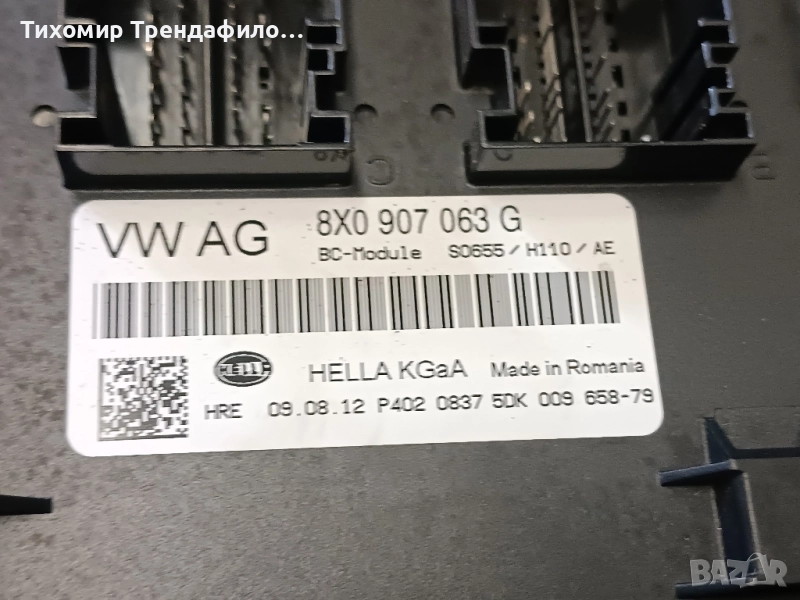 Тихомир Трендафило...
C
C
B
VW AG
8X0 907 063 G
BC-Module S0655/H110/AE
HELLA
HELLA KGaA Made in Romania
HRE 09.08.12 P402 0837 5DK 009 658-79
BAZAR